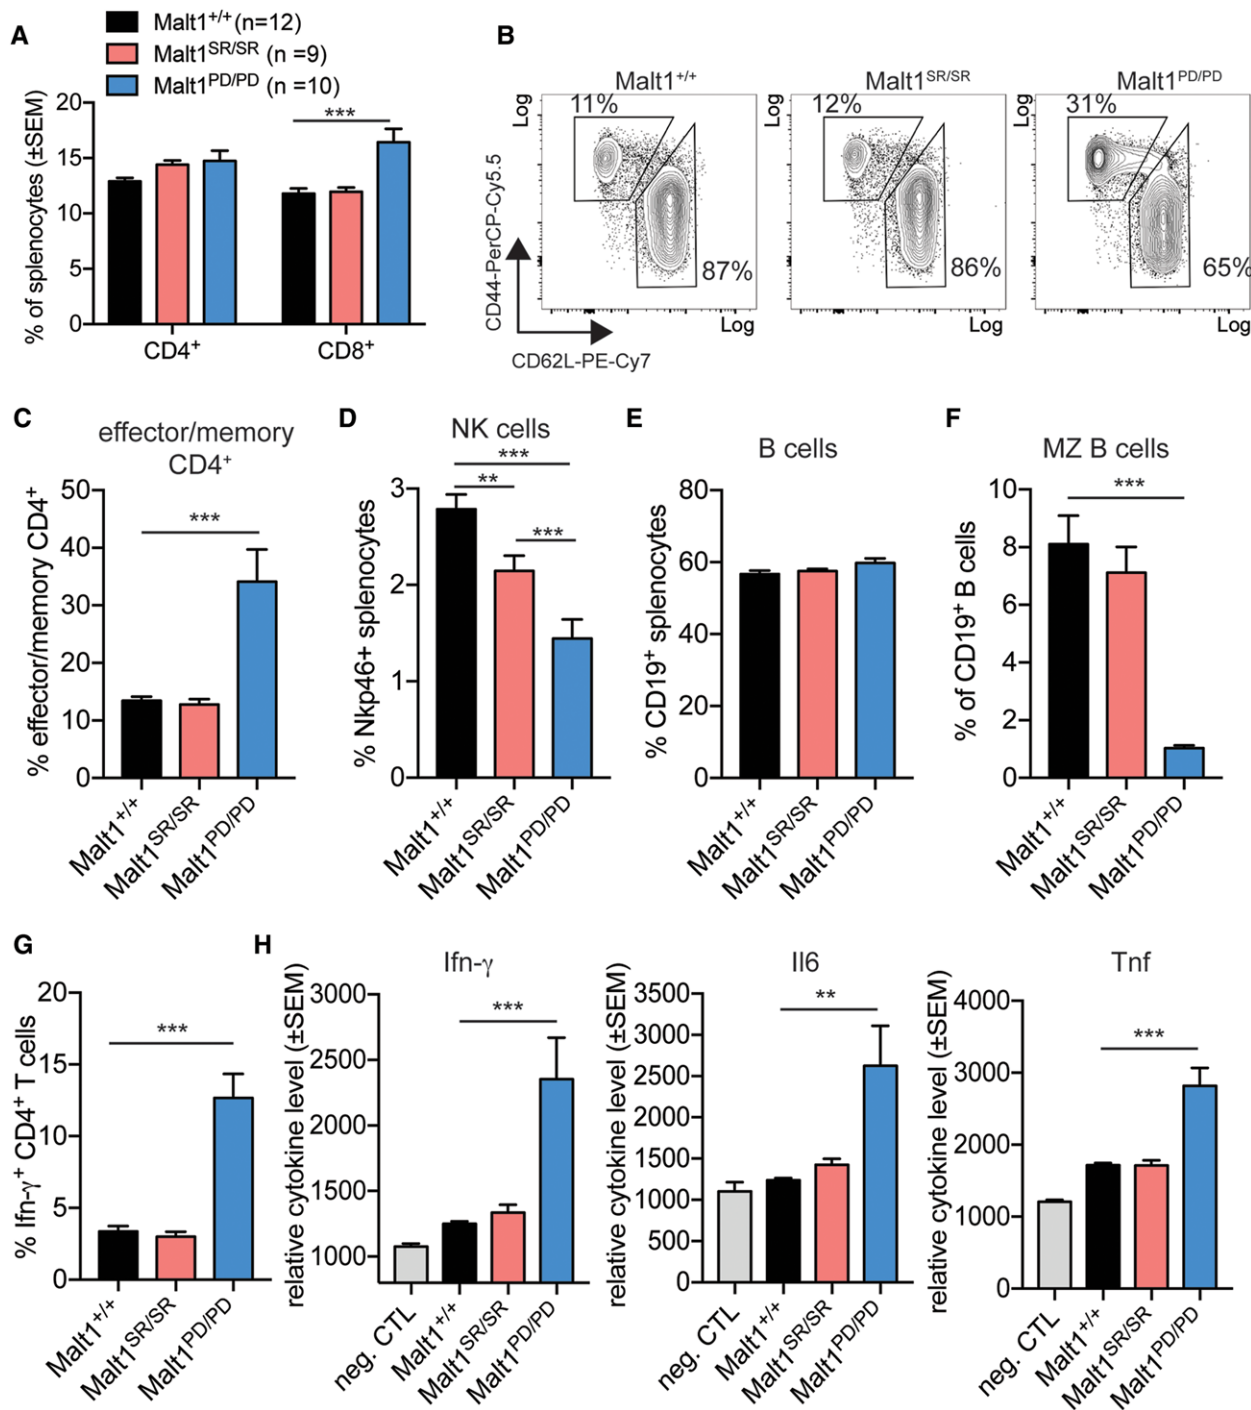 A
Malt1+/+ (n=12)
Malt1SR/SR (n =9)
Malt1PD/PD (n =10)
% of splenocytes (±SEM)
20
15
10
5
0
***
CD4+
CD8+
B
Malt1+/+
Malt1SR/SR
Malt1PD/PD
Log
11%
87%
Log
Log
12%
86%
Log
Log
31%
65%
Log
CD44-PerCP-Cy5.5
CD62L-PE-Cy7
C
effector/memory
CD4+
% effector/memory CD4+
50
40
30
20
10
0
***
Malt1+/+
Malt1SR/SR
Malt1PD/PD
D
NK cells
% Nkp46+ splenocytes
3
2
1
0
***
**
***
Malt1+/+
Malt1SR/SR
Malt1PD/PD
E
B cells
% CD19+ splenocytes
80
60
40
20
0
Malt1+/+
Malt1SR/SR
Malt1PD/PD
F
MZ B cells
% of CD19+ B cells
10
8
6
4
2
0
***
Malt1+/+
Malt1SR/SR
Malt1PD/PD
G
% Ifn-γ+ CD4+ T cells
20
15
10
5
0
***
Malt1+/+
Malt1SR/SR
Malt1PD/PD
H
Ifn-γ
relative cytokine level (±SEM)
3000
2500
2000
1500
1000
***
neg. CTL
Malt1+/+
Malt1SR/SR
Malt1PD/PD
Il6
relative cytokine level (±SEM)
3500
3000
2500
2000
1500
1000
500
0
**
neg. CTL
Malt1+/+
Malt1SR/SR
Malt1PD/PD
Tnf
relative cytokine level (±SEM)
4000
3000
2000
1000
0
***
neg. CTL
Malt1+/+
Malt1SR/SR
Malt1PD/PD